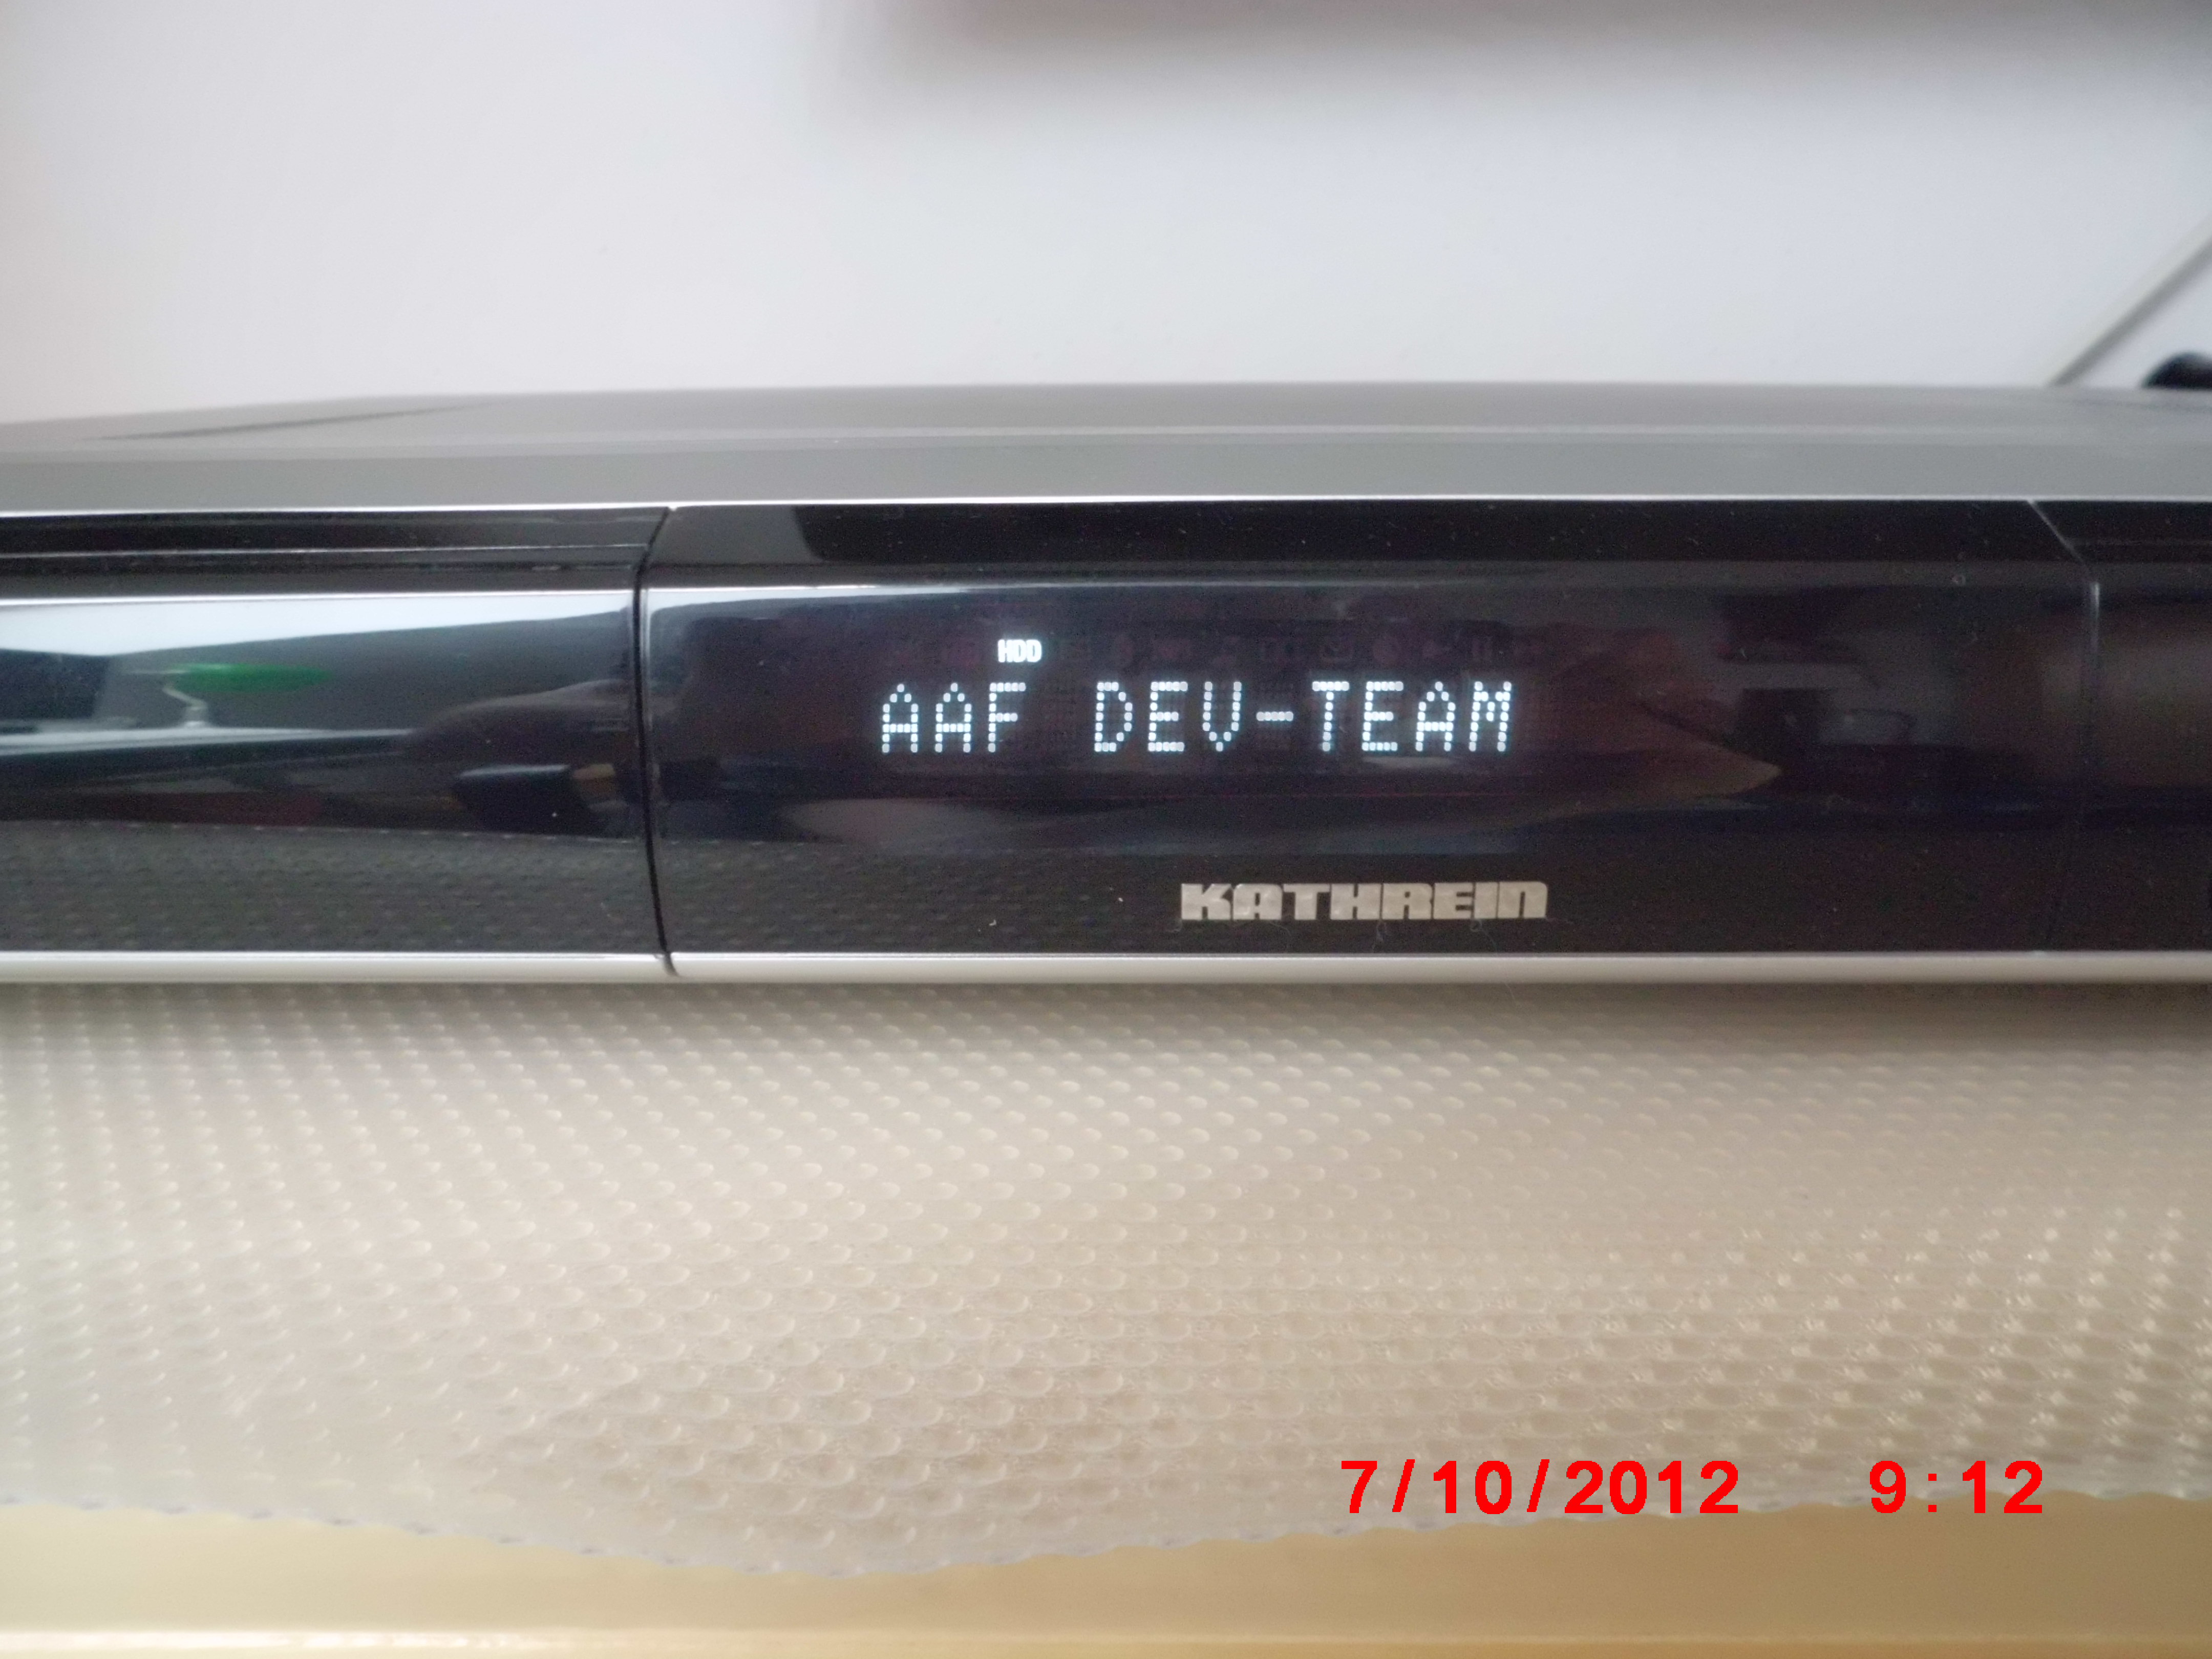 HDD
AAF DEV-TEAM
KATHREIN
7/10/2012 9:12